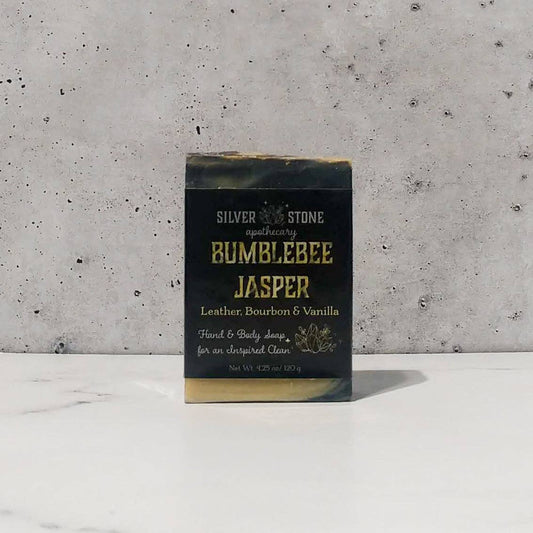 SILVER STONE
apothecary
BUMBLEBEE
JASPER
Leather, Bourbon & Vanilla
Hand & Body Soap
for an Inspired Clean
Net Wt. 4.25 oz/ 120 g